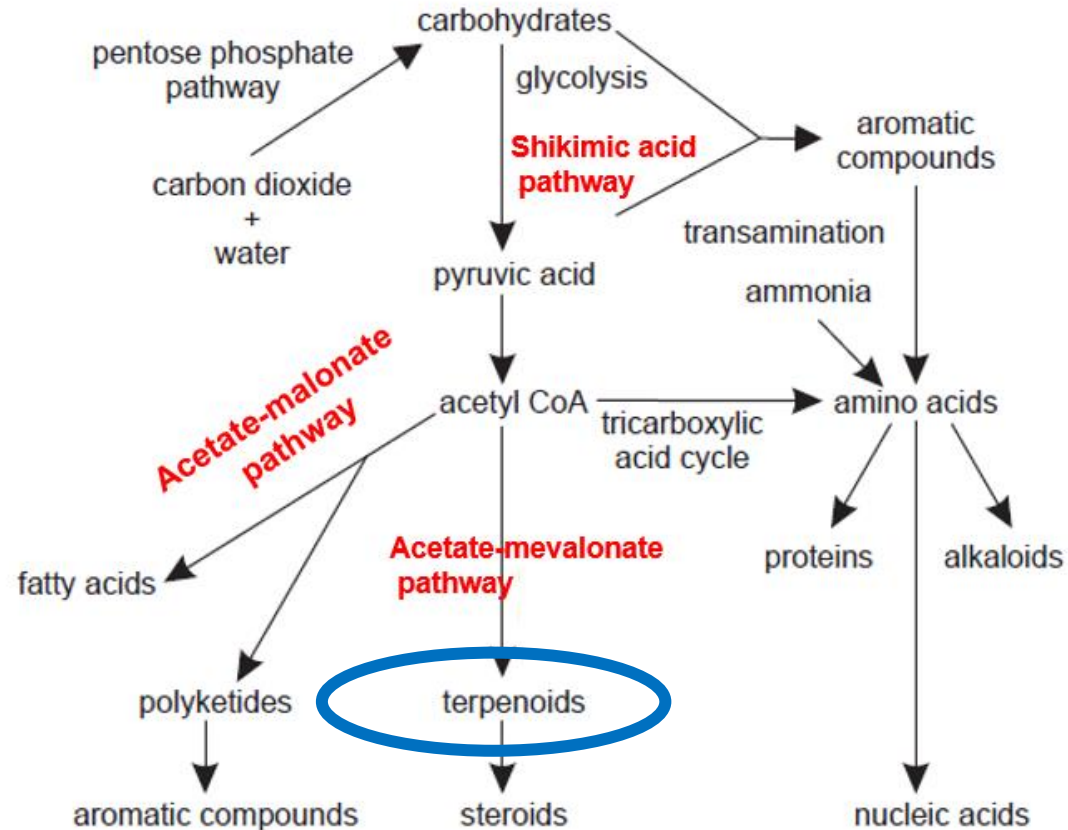 carbohydrates
pentose phosphate
pathway
glycolysis
Shikimic acid
pathway
aromatic
compounds
carbon dioxide
+
water
transamination
pyruvic acid
ammonia
Acetate-malonate
pathway
acetyl CoA
tricarboxylic
acid cycle
amino acids
Acetate-mevalonate
pathway
proteins
alkaloids
fatty acids
polyketides
terpenoids
aromatic compounds
steroids
nucleic acids